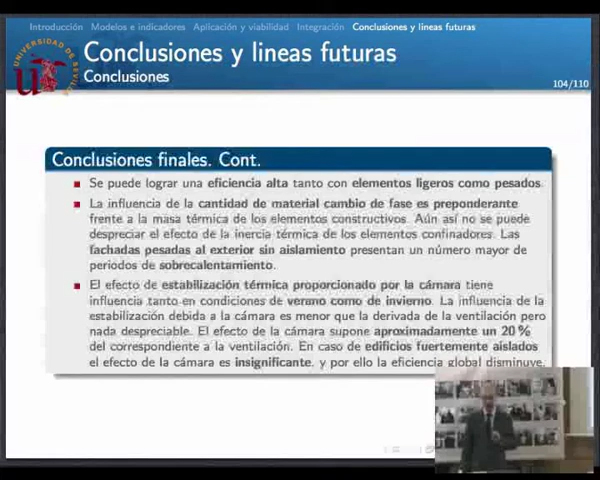 Introducción Modelos e indicadores Aplicación y viabilidad Integración Conclusiones y lineas futuras
Conclusiones y lineas futuras
Conclusiones
UNIVERSIDAD DE SEVILLA
104/110
Conclusiones finales. Cont.
Se puede lograr una eficiencia alta tanto con elementos ligeros como pesados
La influencia de la cantidad de material cambio de fase es preponderante
frente a la masa térmica de los elementos constructivos. Aún así no se puede
despreciar el efecto de la inercia térmica de los elementos confinadores. Las
fachadas pesadas al exterior sin aislamiento presentan un número mayor de
periodos de sobrecalentamiento.
El efecto de estabilización térmica proporcionado por la cámara tiene
influencia tanto en condiciones de verano como de invierno. La influencia de la
estabilización debida a la cámara es menor que la derivada de la ventilación pero
nada despreciable. El efecto de la cámara supone aproximadamente un 20 %
del correspondiente a la ventilación. En caso de edificios fuertemente aislados
el efecto de la cámara es insignificante, y por ello la eficiencia global disminuye.